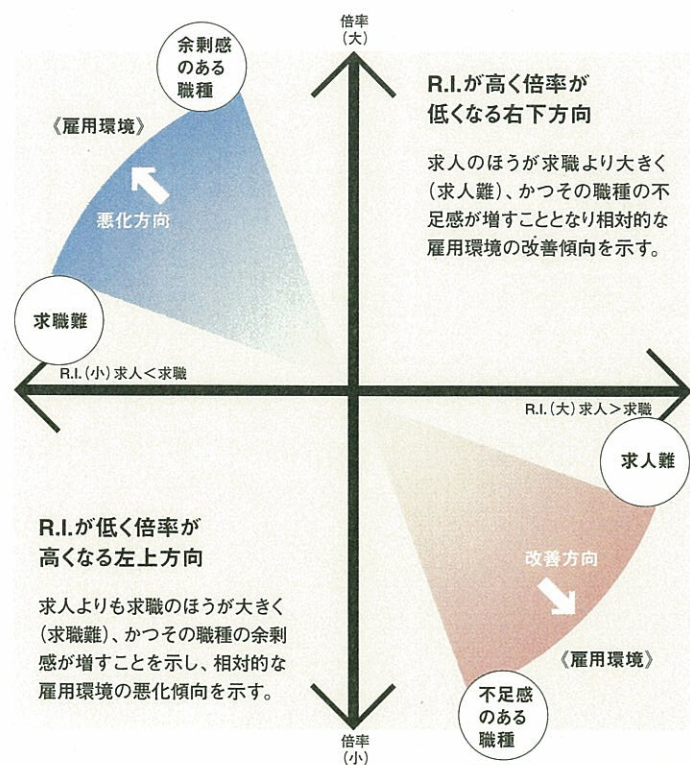 倍率
(大)
余剰感
のある
職種
《雇用環境》
悪化方向
求職難
R.I.(小)求人<求職
R.I.が高く倍率が
低くなる右下方向
求人のほうが求職より大きく
(求人難)、かつその職種の不
足感が増すこととなり相対的な
雇用環境の改善傾向を示す。
R.I.(大)求人>求職
求人難
R.I.が低く倍率が
高くなる左上方向
求人よりも求職のほうが大きく
(求職難)、かつその職種の余剰
感が増すことを示し、相対的な
雇用環境の悪化傾向を示す。
改善方向
《雇用環境》
不足感
のある
職種
倍率
(小)